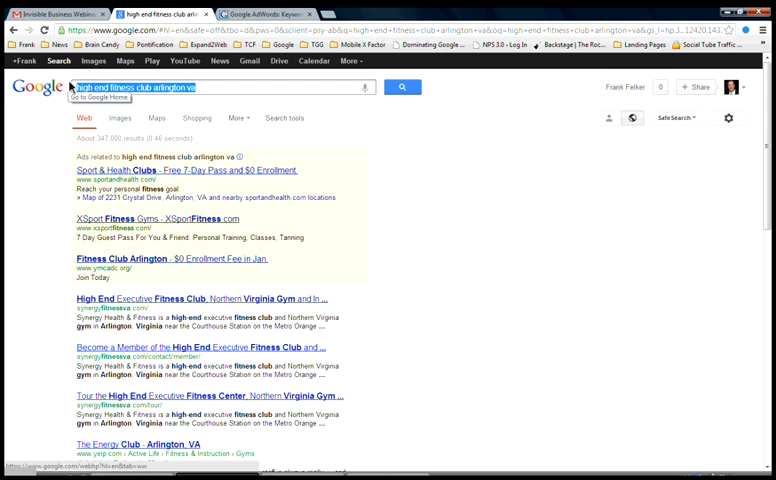 Invisible Business Webinar
high end fitness club arlin
Google AdWords: Keywor
https://www.google.com/#hl=en&safe=off&tbo=d&pws=0&sclient=psy-ab&q=high+end+fitness+club+arlington+va&oq=high+end+fitness+club+arlington+va&gs_l=hp.3...12420.1431
Frank News Brain Candy Pontification Expand2Web TCF Google TGG Mobile X Factor Dominating Google... NPS 3.0 - Log In Backstage | The Roc... Landing Pages Social Tube Traffic ...
+Frank Search Images Maps Play YouTube News Gmail Drive Calendar More
Google
high end fitness club arlington va
Frank Felker 0 + Share
Go to Google Home
Web Images Maps Shopping More Search tools
SafeSearch
About 347,000 results (0.46 seconds)
Ads related to high end fitness club arlington va
Sport & Health Clubs - Free 7-Day Pass and $0 Enrollment.
www.sportandhealth.com/
Reach your personal fitness goal.
» Map of 2231 Crystal Drive, Arlington, VA and nearby sportandhealth.com locations
XSport Fitness Gyms - XSportFitness.com
www.xsportfitness.com/
7 Day Guest Pass For You & Friend. Personal Training, Classes, Tanning
Fitness Club Arlington - $0 Enrollment Fee in Jan.
www.ymcadc.org/
Join Today.
High End Executive Fitness Club, Northern Virginia Gym and In ...
synergyfitnessva.com/
Synergy Health & Fitness is a high-end executive fitness club and Northern Virginia
gym in Arlington, Virginia near the Courthouse Station on the Metro Orange ...
Become a Member of the High End Executive Fitness Club and ...
synergyfitnessva.com/contact/member/
Synergy Health & Fitness is a high-end executive fitness club and Northern Virginia
gym in Arlington, Virginia near the Courthouse Station on the Metro Orange ...
Tour the High End Executive Fitness Center, Northern Virginia Gym ...
synergyfitnessva.com/tour/
Synergy Health & Fitness is a high-end executive fitness club and Northern Virginia
gym in Arlington, Virginia near the Courthouse Station on the Metro Orange ...
The Energy Club - Arlington, VA
www.yelp.com › Active Life › Fitness & Instruction › Gyms
https://www.google.com/webhp?hl=en&tab=ww